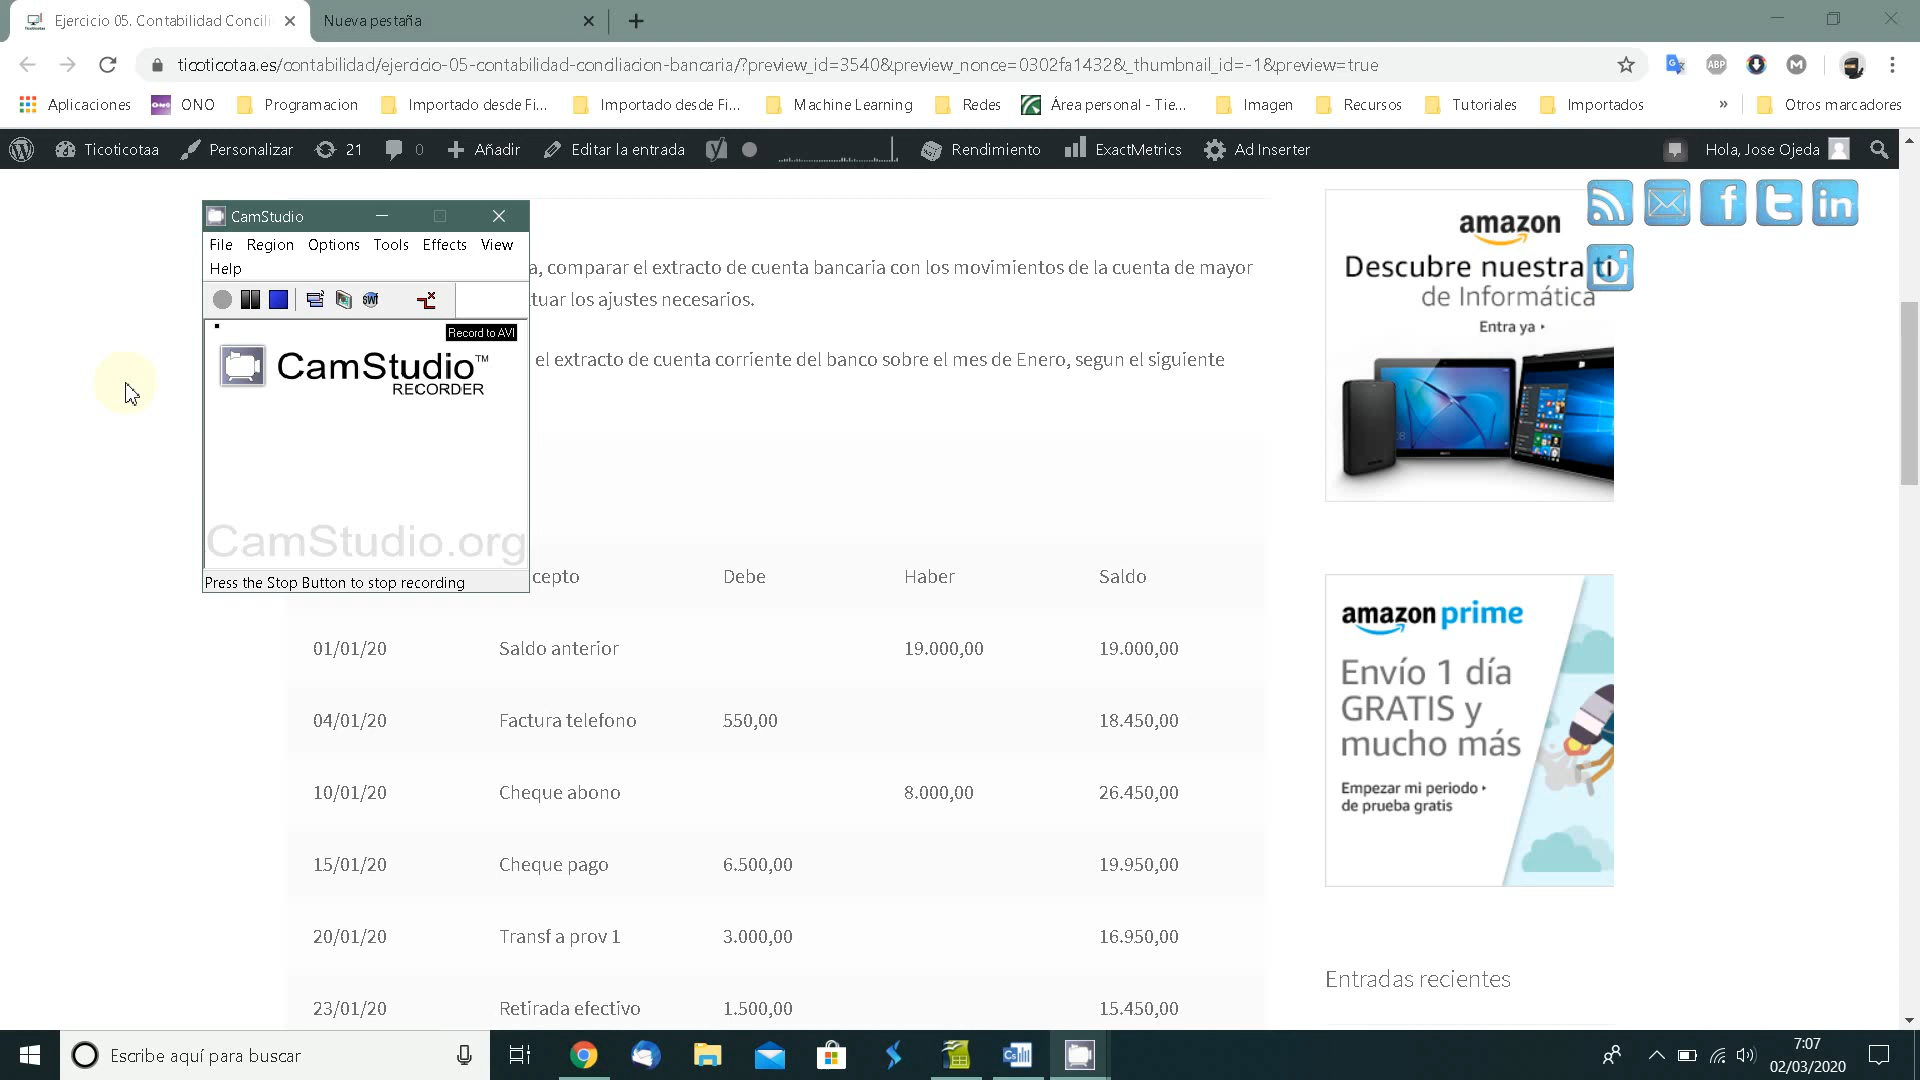 Ejercicio 05. Contabilidad Concili
Nueva pestaña
ticoticotaa.es/contabilidad/ejercicio-05-contabilidad-conciliacion-bancaria/?preview_id=3540&preview_nonce=0302fa1432&_thumbnail_id=-1&preview=true
ABP
Aplicaciones
ONO
Programacion
Importado desde Fi...
Importado desde Fi...
Machine Learning
Redes
Área personal - Tie...
Imagen
Recursos
Tutoriales
Importados
»
Otros marcadores
Ticoticotaa
Personalizar
21
0
Añadir
Editar la entrada
Rendimiento
ExactMetrics
Ad Inserter
Hola, Jose Ojeda
CamStudio
File Region Options Tools Effects View
Help
Record to AVI
CamStudio™
RECORDER
CamStudio.org
Press the Stop Button to stop recording
a, comparar el extracto de cuenta bancaria con los movimientos de la cuenta de mayor
tuar los ajustes necesarios.
el extracto de cuenta corriente del banco sobre el mes de Enero, segun el siguiente
cepto Debe Haber Saldo
01/01/20 Saldo anterior 19.000,00 19.000,00
04/01/20 Factura telefono 550,00 18.450,00
10/01/20 Cheque abono 8.000,00 26.450,00
15/01/20 Cheque pago 6.500,00 19.950,00
20/01/20 Transf a prov 1 3.000,00 16.950,00
23/01/20 Retirada efectivo 1.500,00 15.450,00
amazon
Descubre nuestra ti
de Informática
Entra ya
amazon prime
Envío 1 día
GRATIS y
mucho más
Empezar mi periodo
de prueba gratis
Entradas recientes
Escribe aquí para buscar
7:07
02/03/2020